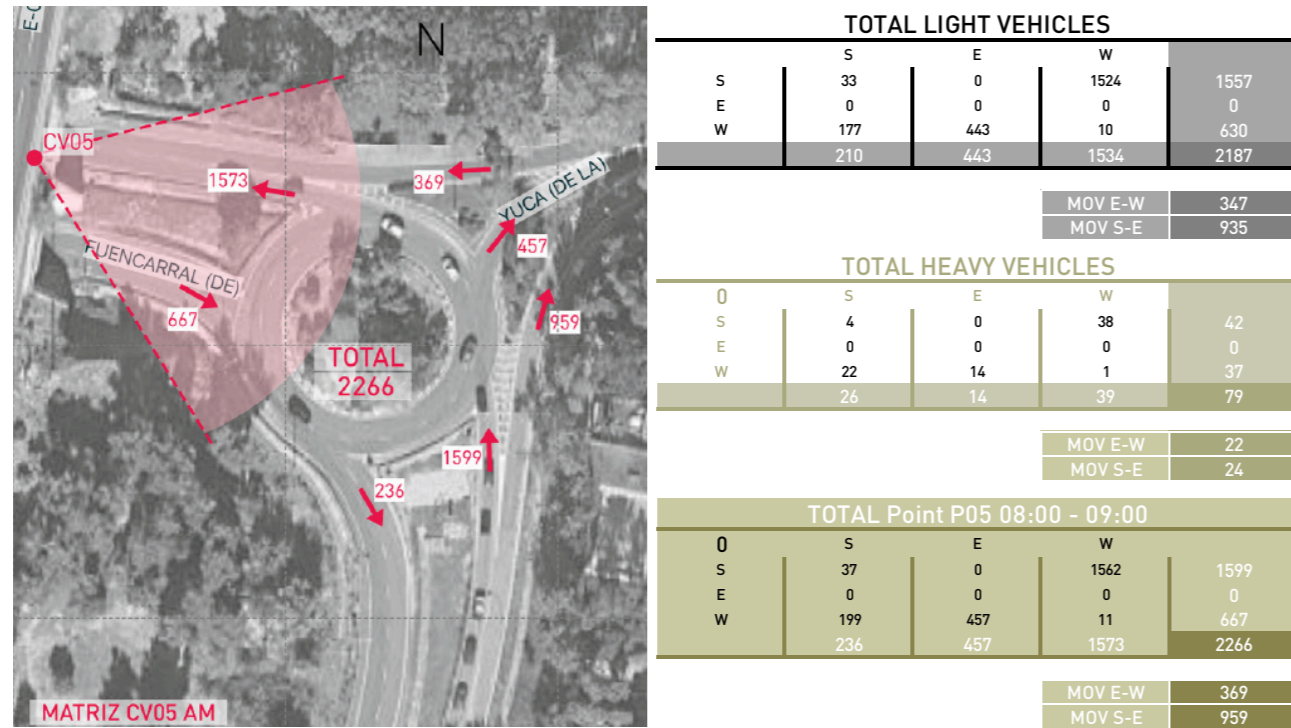 E-C
N
CV05
1573
369
YUCA (DE LA)
457
FUENCARRAL (DE)
667
959
TOTAL
2266
1599
236
MATRIZ CV05 AM
TOTAL LIGHT VEHICLES
S E W
S 33 0 1524 1557
E 0 0 0 0
W 177 443 10 630
210 443 1534 2187
MOV E-W 347
MOV S-E 935
TOTAL HEAVY VEHICLES
O S E W
S 4 0 38 42
E 0 0 0 0
W 22 14 1 37
26 14 39 79
MOV E-W 22
MOV S-E 24
TOTAL Point P05 08:00 - 09:00
O S E W
S 37 0 1562 1599
E 0 0 0 0
W 199 457 11 667
236 457 1573 2266
MOV E-W 369
MOV S-E 959